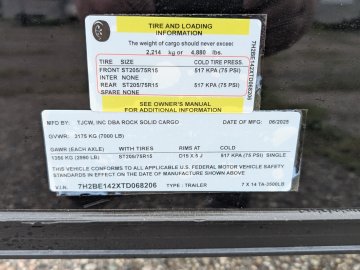 TIRE AND LOADING
INFORMATION
The weight of cargo should never exceed
2,214 kg or 4,880 lbs.
TIRE SIZE COLD TIRE PRESS.
FRONT ST205/75R15 517 KPA (75 PSI)
INTER NONE
REAR ST205/75R15 517 KPA (75 PSI)
SPARE NONE
SEE OWNER'S MANUAL
FOR ADDITIONAL INFORMATION
7H2BE142XTD068206
MFD BY: TJCW, INC DBA ROCK SOLID CARGO DATE OF MFG: 06/2025
GVWR: 3175 KG (7000 LB)
GAWR (EACH AXLE) WITH TIRES RIMS AT COLD TIRE PRESS.
ST205/75R15 D15 X 5 J 517 KPA (75 PSI) SINGLE
THIS VEHICLE CONFORMS TO ALL APPLICABLE U.S. FEDERAL MOTOR VEHICLE SAFETY
STANDARDS IN EFFECT ON THE DATE OF MANUFACTURE SHOWN ABOVE
V.I.N. 7H2BE142XTD068206 TYPE: TRAILER 7 X 14 TA-3500LB